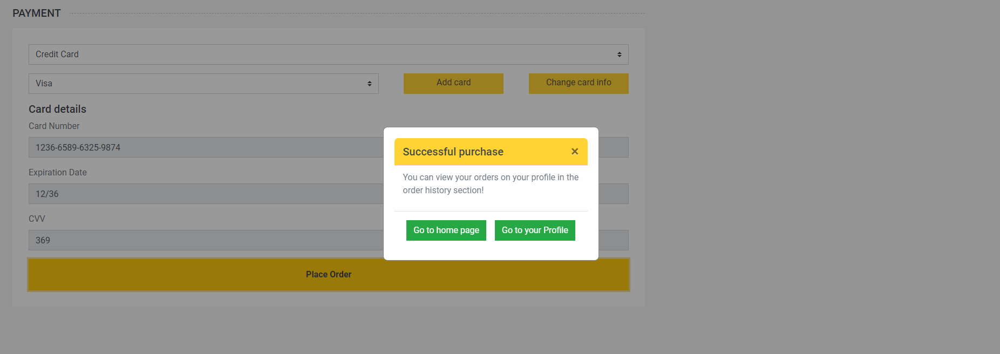 PAYMENT
Credit Card
Visa
Add card
Change card info
Card details
Card Number
1236-6589-6325-9874
Expiration Date
12/36
CVV
369
Place Order
Successful purchase ×
You can view your orders on your profile in the
order history section!
Go to home page
Go to your Profile